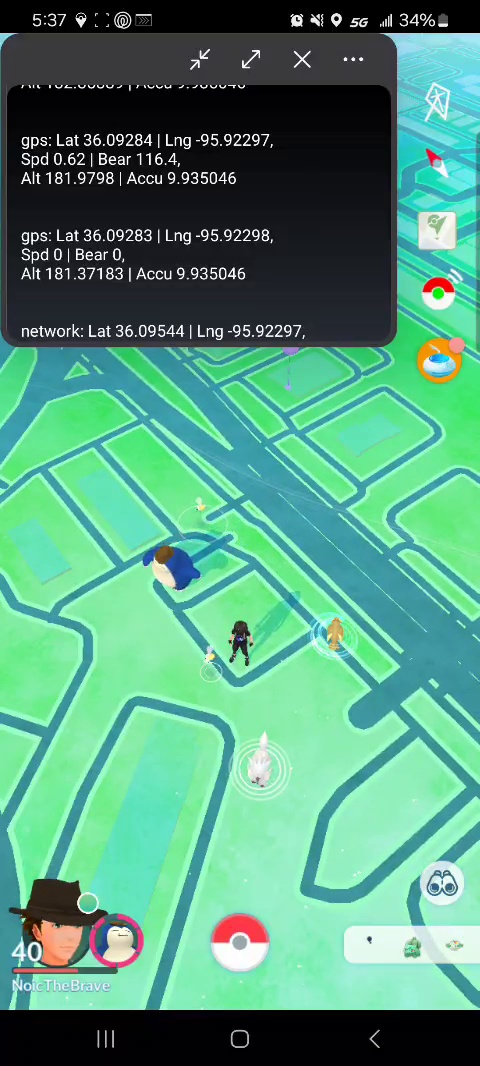 5:37
5G
34%
gps: Lat 36.09284 | Lng -95.92297,
Spd 0.62 | Bear 116.4,
Alt 181.9798 | Accu 9.935046
gps: Lat 36.09283 | Lng -95.92298,
Spd 0 | Bear 0,
Alt 181.37183 | Accu 9.935046
network: Lat 36.09544 | Lng -95.92297,
40
NoicTheBrave